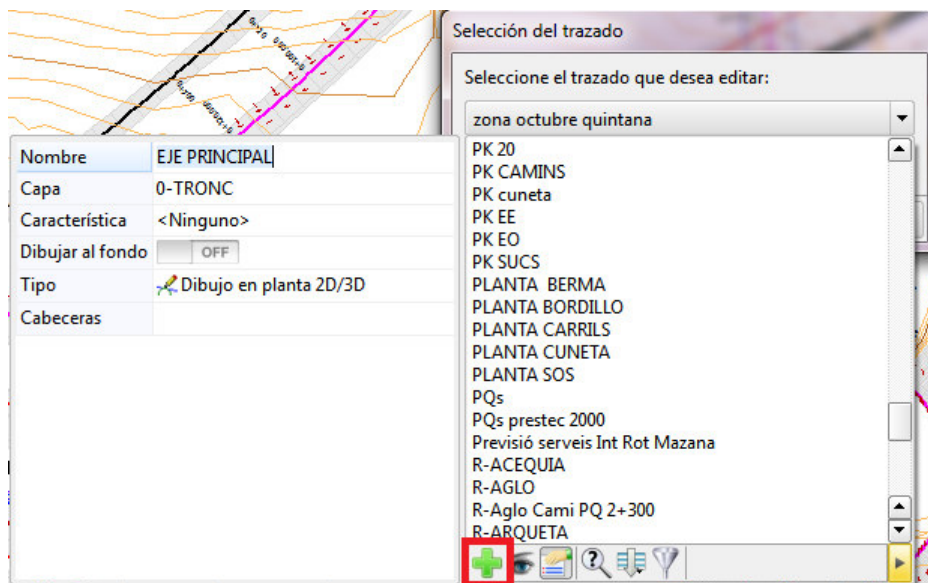 Selección del trazado
Seleccione el trazado que desea editar:
zona octubre quintana
Nombre EJE PRINCIPAL
Capa 0-TRONC
Característica <Ninguno>
Dibujar al fondo OFF
Tipo Dibujo en planta 2D/3D
Cabeceras
PK 20
PK CAMINS
PK cuneta
PK EE
PK EO
PK SUCS
PLANTA BERMA
PLANTA BORDILLO
PLANTA CARRILS
PLANTA CUNETA
PLANTA SOS
PQs
PQs prestec 2000
Previsió serveis Int Rot Mazana
R-ACEQUIA
R-AGLO
R-Aglo Cami PQ 2+300
R-ARQUETA